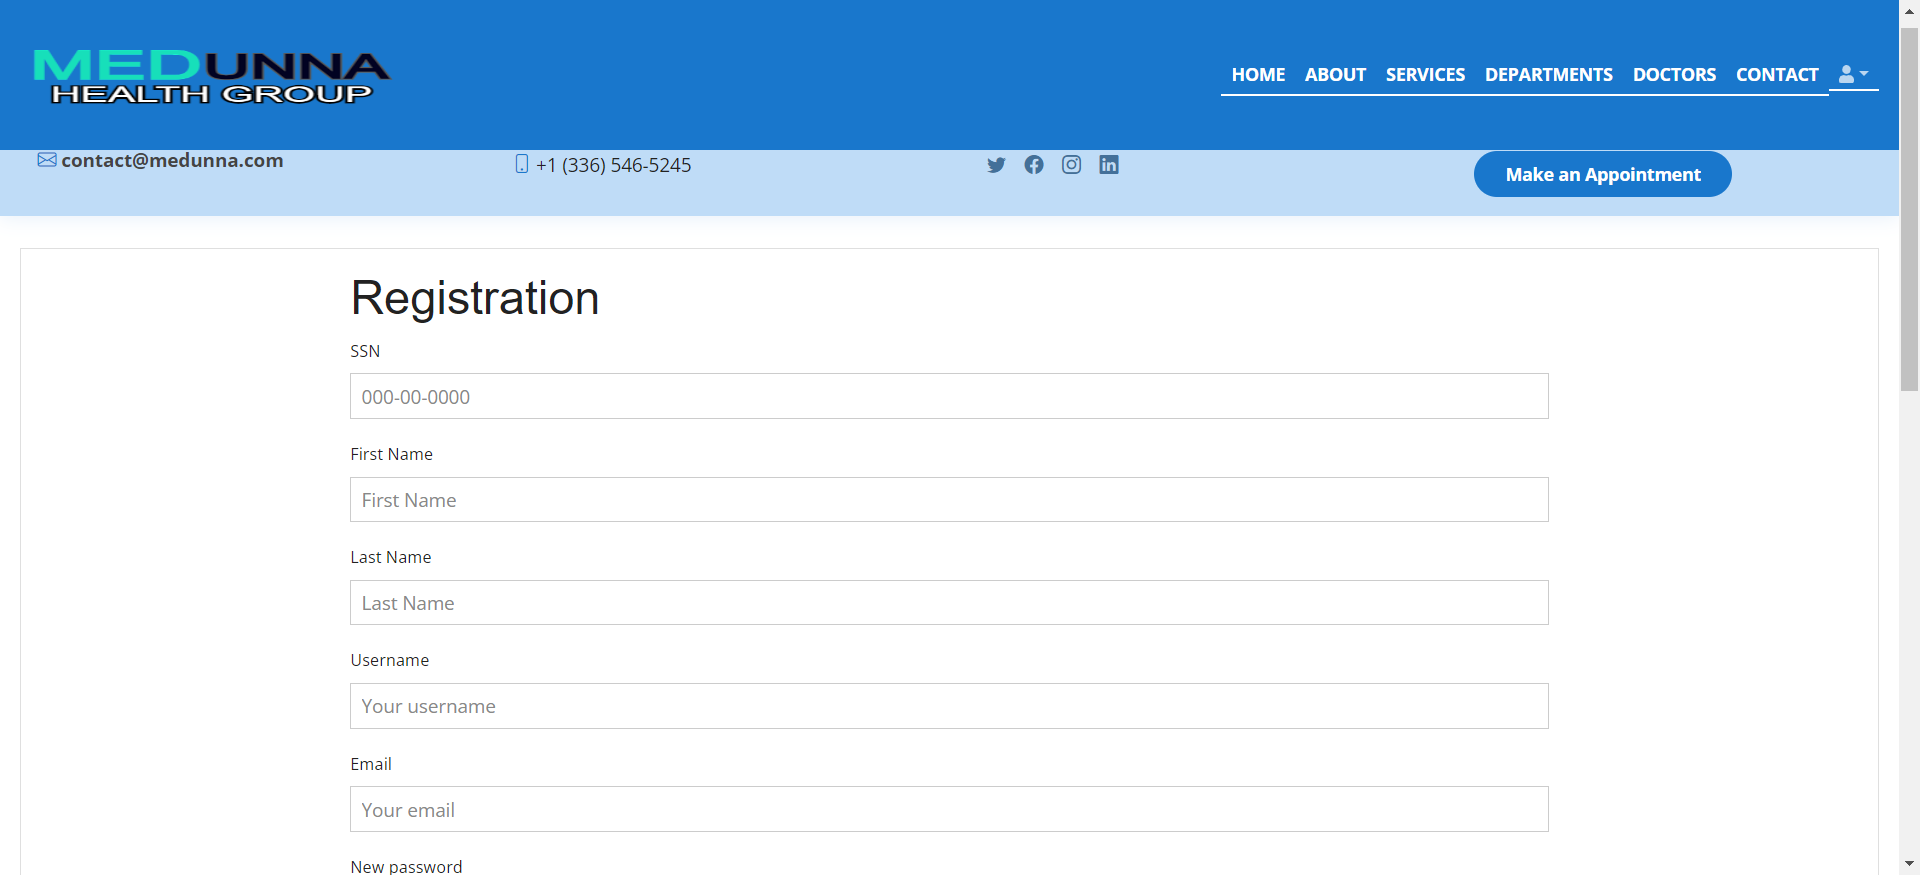 MEDUNNA
HEALTH GROUP
HOME ABOUT SERVICES DEPARTMENTS DOCTORS CONTACT
contact@medunna.com +1 (336) 546-5245 Make an Appointment
Registration
SSN
000-00-0000
First Name
First Name
Last Name
Last Name
Username
Your username
Email
Your email
New password